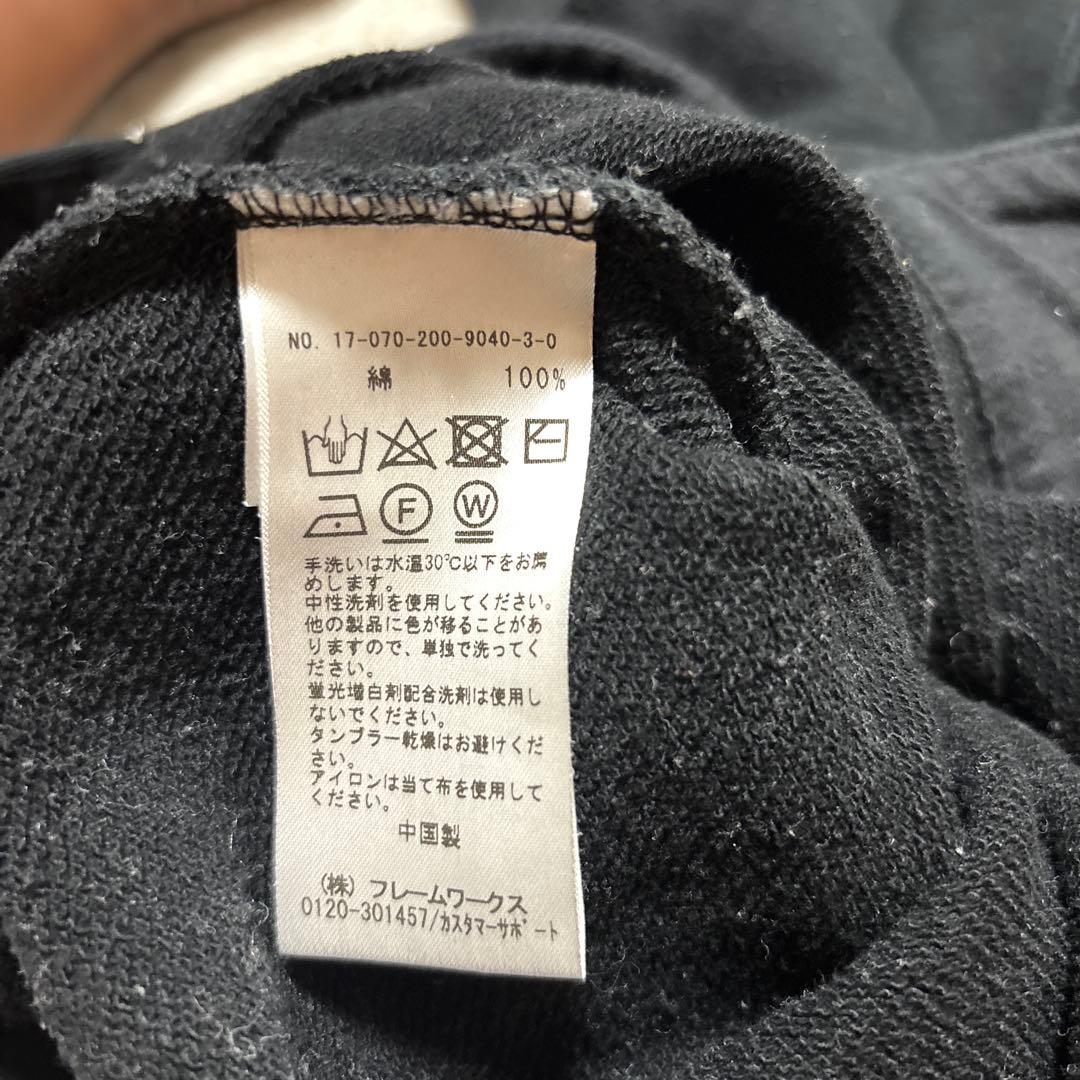 NO. 17-070-200-9040-3-0
綿 100%
F W
手洗いは水温30℃以下をお薦
めします。
中性洗剤を使用してください。
他の製品に色が移ることがあ
りますので、単独で洗ってく
ださい。
蛍光増白剤配合洗剤は使用し
ないでください。
タンブラー乾燥はお避けくだ
さい。
アイロンは当て布を使用して
ください。
中国製
(株) フレームワークス
0120-301457/カスタマーサポート